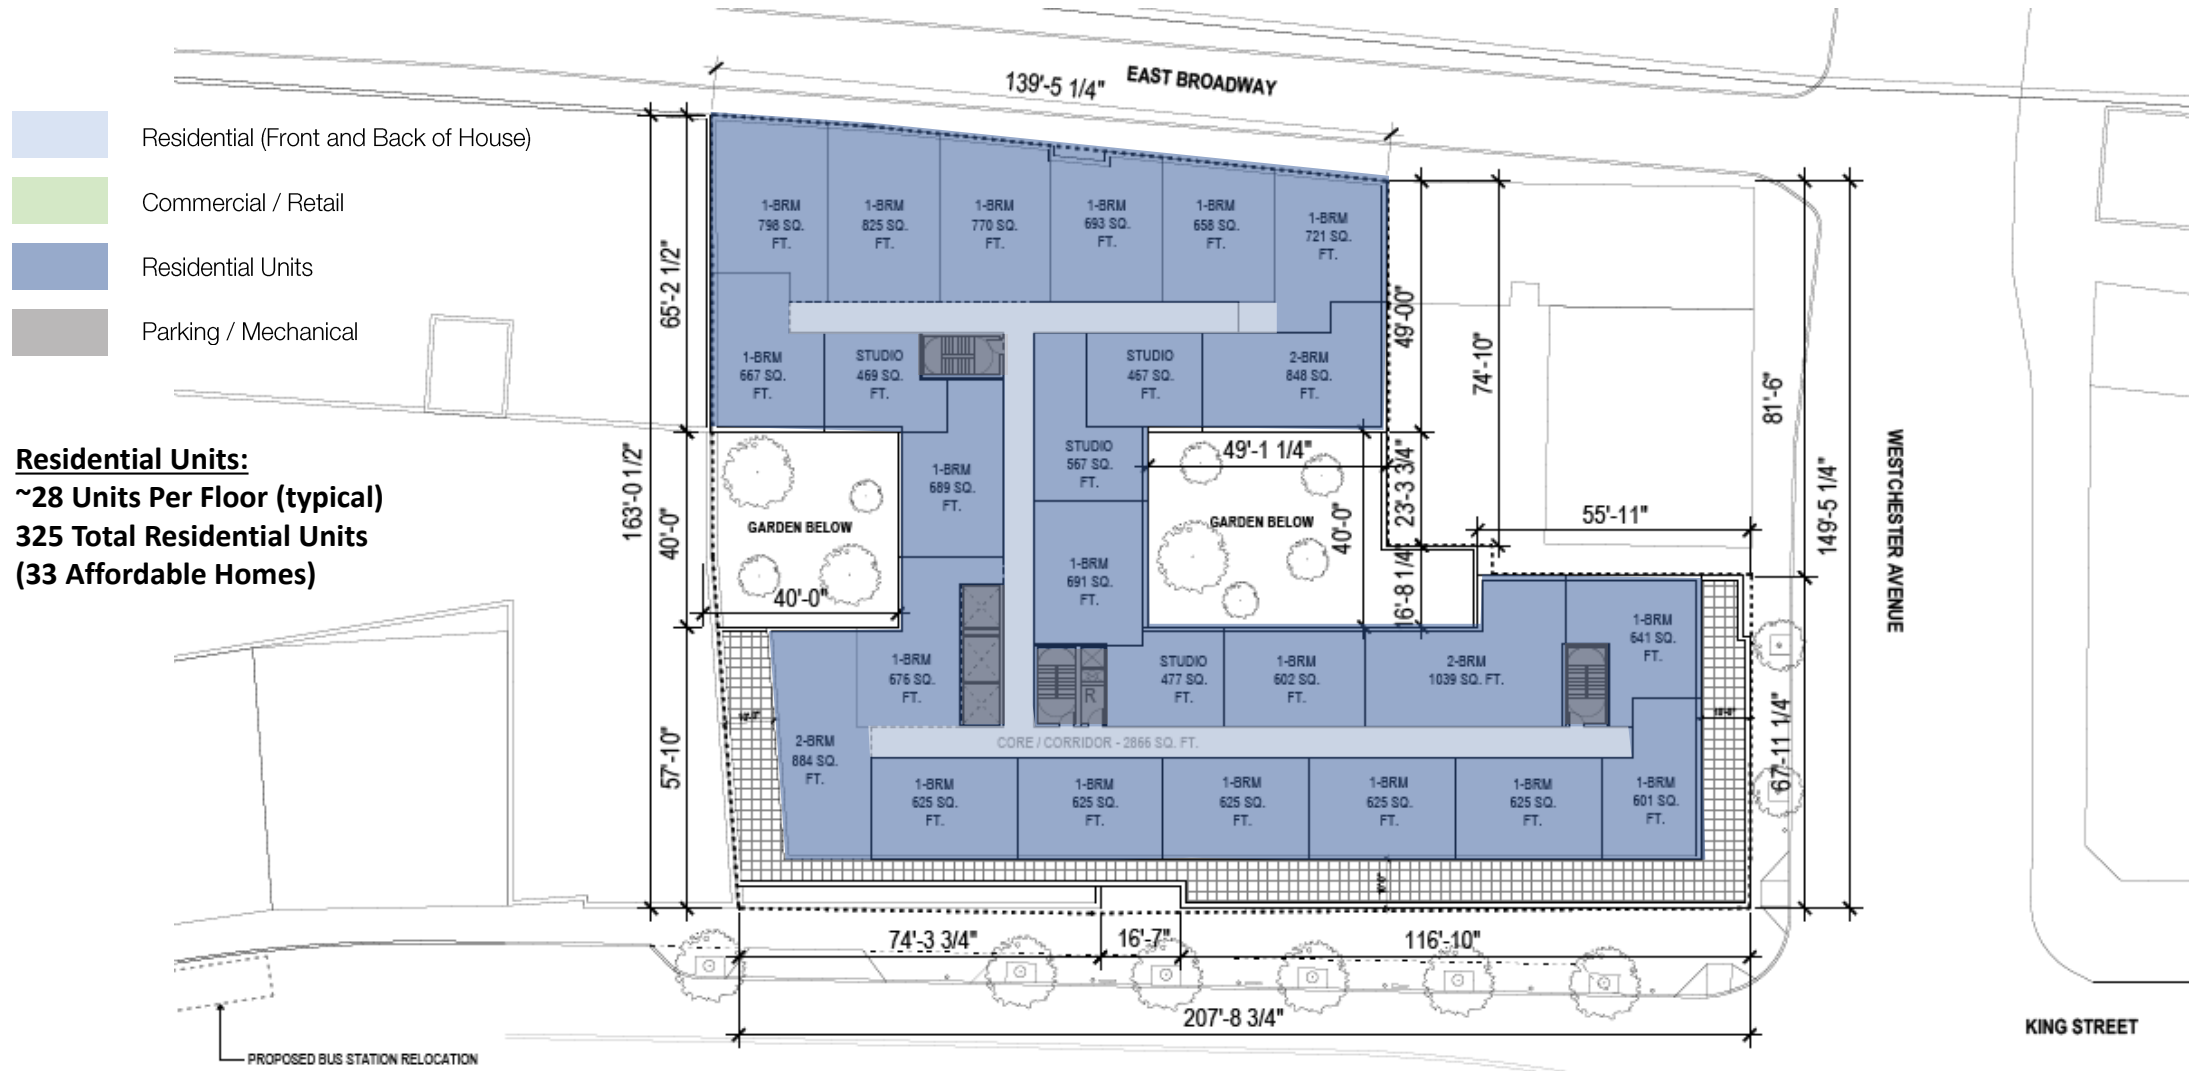 EAST BROADWAY
139'-5 1/4"
Residential (Front and Back of House)
Commercial / Retail
Residential Units
Parking / Mechanical
Residential Units:
~28 Units Per Floor (typical)
325 Total Residential Units
(33 Affordable Homes)
163'-0 1/2"
65'-2 1/2"
40'-0"
57'-10"
1-BRM
798 SQ.
FT.
1-BRM
825 SQ.
FT.
1-BRM
770 SQ.
FT.
1-BRM
693 SQ.
FT.
1-BRM
658 SQ.
FT.
1-BRM
721 SQ.
FT.
1-BRM
667 SQ.
FT.
STUDIO
469 SQ.
FT.
STUDIO
467 SQ.
FT.
2-BRM
848 SQ.
FT.
49'-00"
74'-10"
81'-6"
149'-5 1/4"
WESTCHESTER AVENUE
1-BRM
689 SQ.
FT.
STUDIO
567 SQ.
FT.
49'-1 1/4"
23'-3 3/4"
GARDEN BELOW
GARDEN BELOW
40'-0"
55'-11"
40'-0"
1-BRM
691 SQ.
FT.
16'-8 1/4"
1-BRM
676 SQ.
FT.
R
STUDIO
477 SQ.
FT.
1-BRM
602 SQ.
FT.
2-BRM
1039 SQ. FT.
1-BRM
641 SQ.
FT.
67'-11 1/4"
2-BRM
884 SQ.
FT.
CORE / CORRIDOR - 2866 SQ. FT.
1-BRM
625 SQ.
FT.
1-BRM
625 SQ.
FT.
1-BRM
625 SQ.
FT.
1-BRM
625 SQ.
FT.
1-BRM
625 SQ.
FT.
1-BRM
601 SQ.
FT.
74'-3 3/4"
16'-7"
116'-10"
207'-8 3/4"
KING STREET
PROPOSED BUS STATION RELOCATION